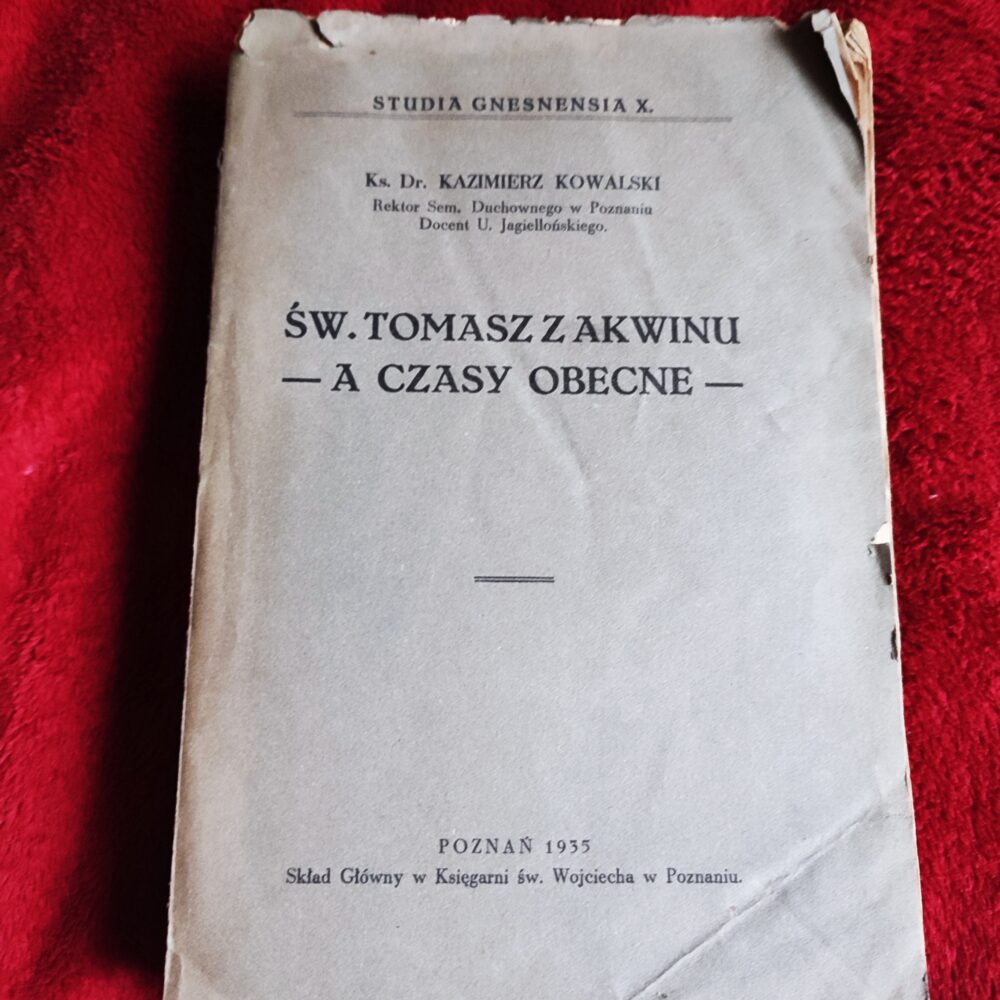 STUDIA GNESNENSIA X.
Ks. Dr. KAZIMIERZ KOWALSKI
Rektor Sem. Duchownego w Poznaniu
Docent U. Jagiellońskiego.
ŚW. TOMASZ Z AKWINU
— A CZASY OBECNE —
POZNAŃ 1935
Skład Główny w Księgarni św. Wojciecha w Poznaniu.